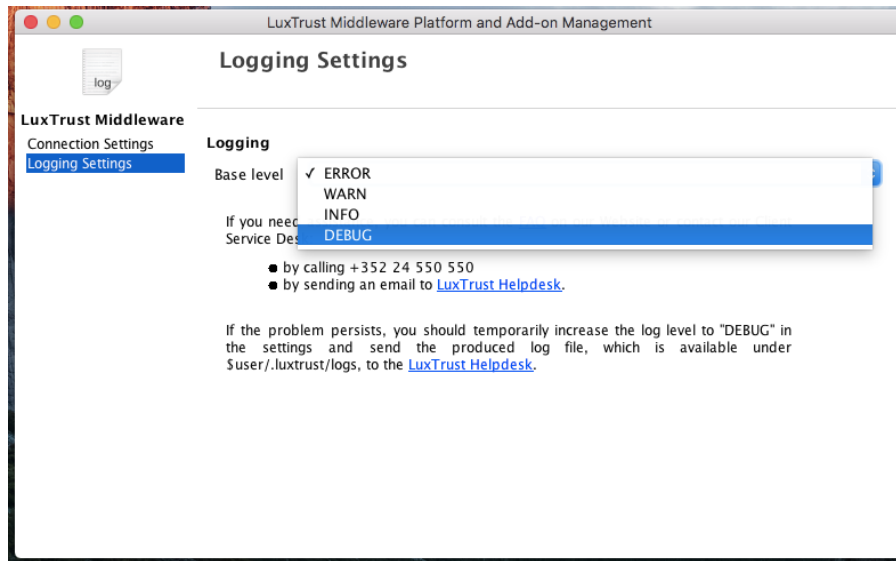 LuxTrust Middleware Platform and Add-on Management
log
Logging Settings
LuxTrust Middleware
Connection Settings
Logging Settings
Logging
Base level
✓ ERROR
WARN
INFO
DEBUG
If you need
Service Des
● by calling +352 24 550 550
● by sending an email to LuxTrust Helpdesk.
If the problem persists, you should temporarily increase the log level to "DEBUG" in
the settings and send the produced log file, which is available under
$user/.luxtrust/logs, to the LuxTrust Helpdesk.